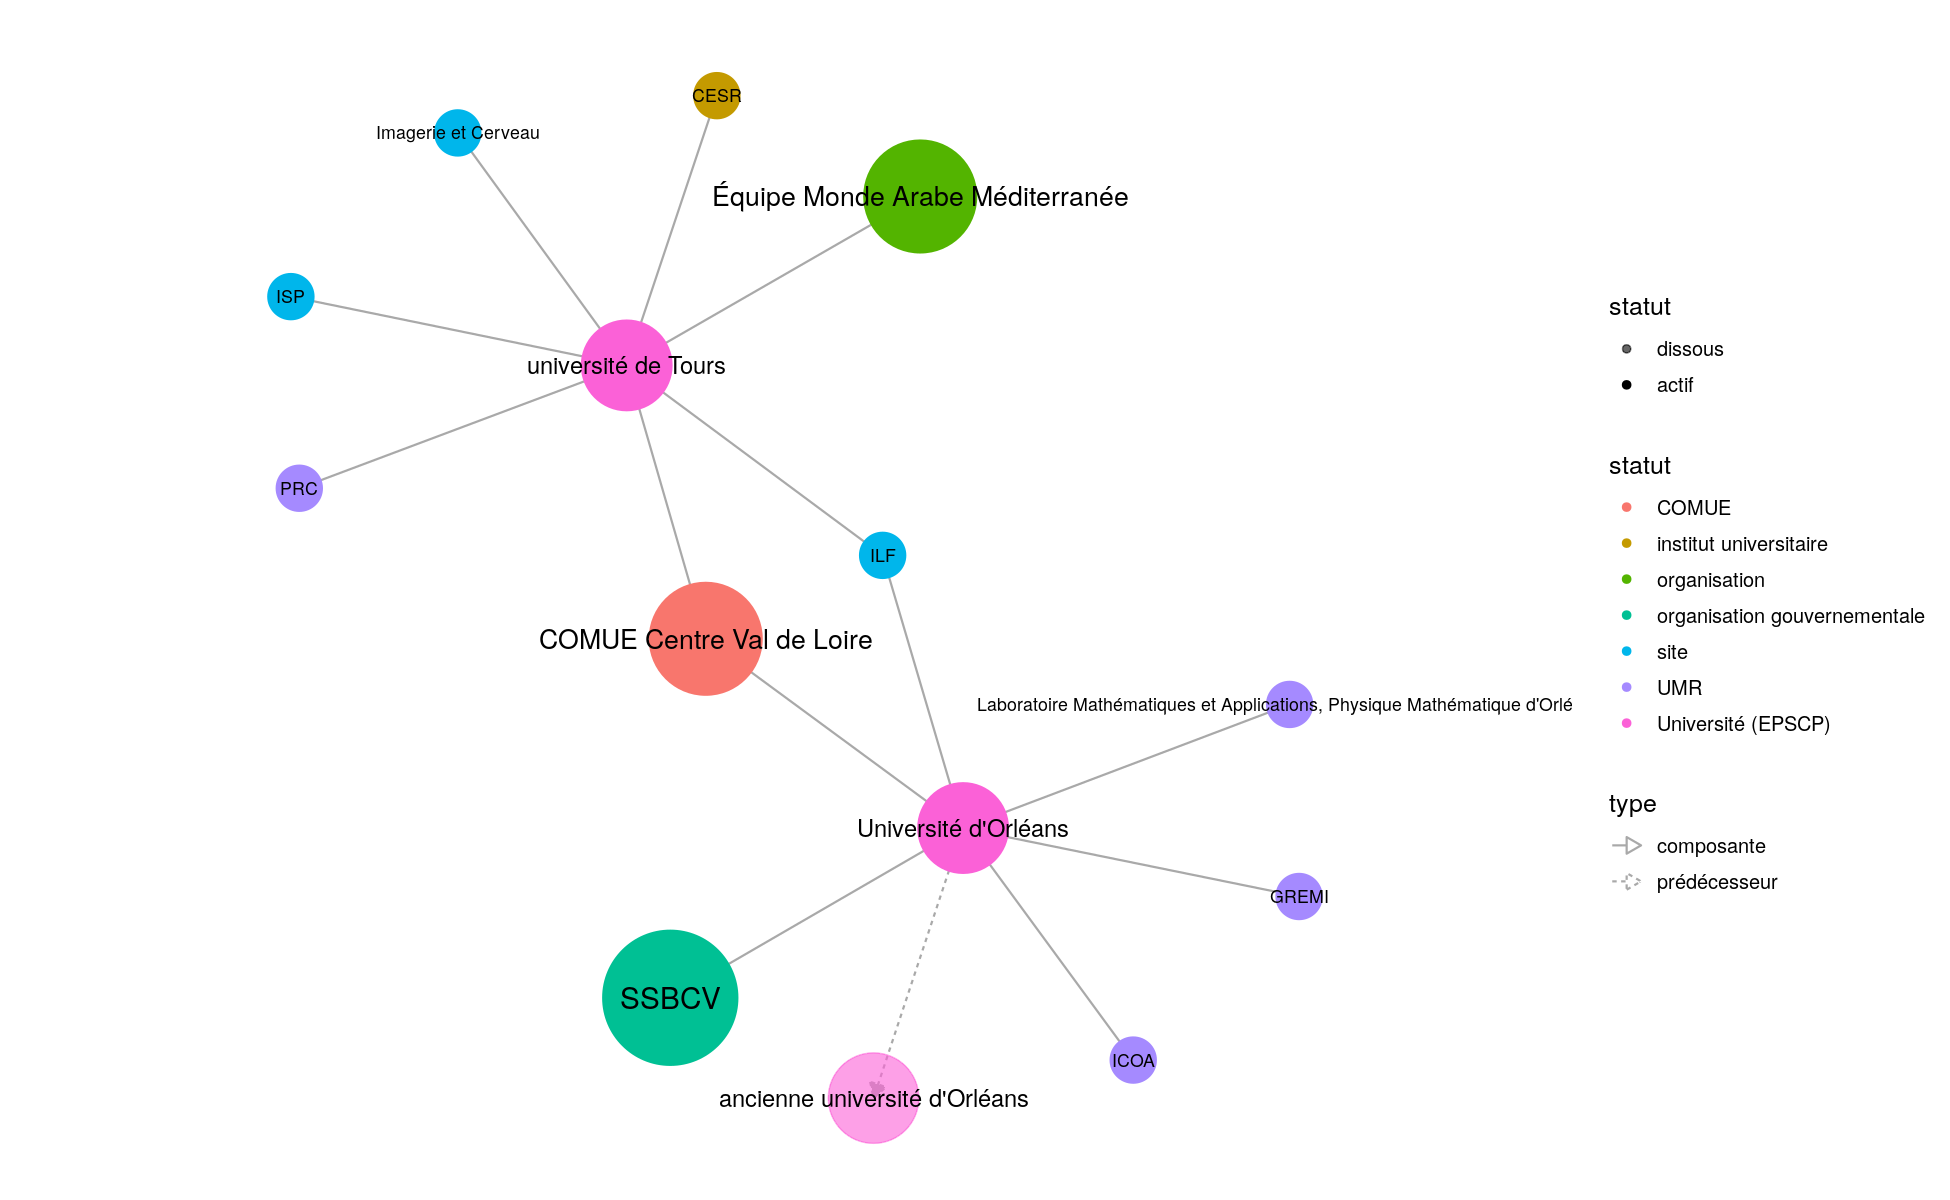 CESR
Imagerie et Cerveau
Équipe Monde Arabe Méditerranée
ISP
université de Tours
PRC
ILF
COMUE Centre Val de Loire
Laboratoire Mathématiques et Applications, Physique Mathématique d'Orlé
Université d'Orléans
GREMI
SSBCV
ICOA
ancienne université d'Orléans
statut
dissous
actif
statut
COMUE
institut universitaire
organisation
organisation gouvernementale
site
UMR
Université (EPSCP)
type
composante
prédécesseur